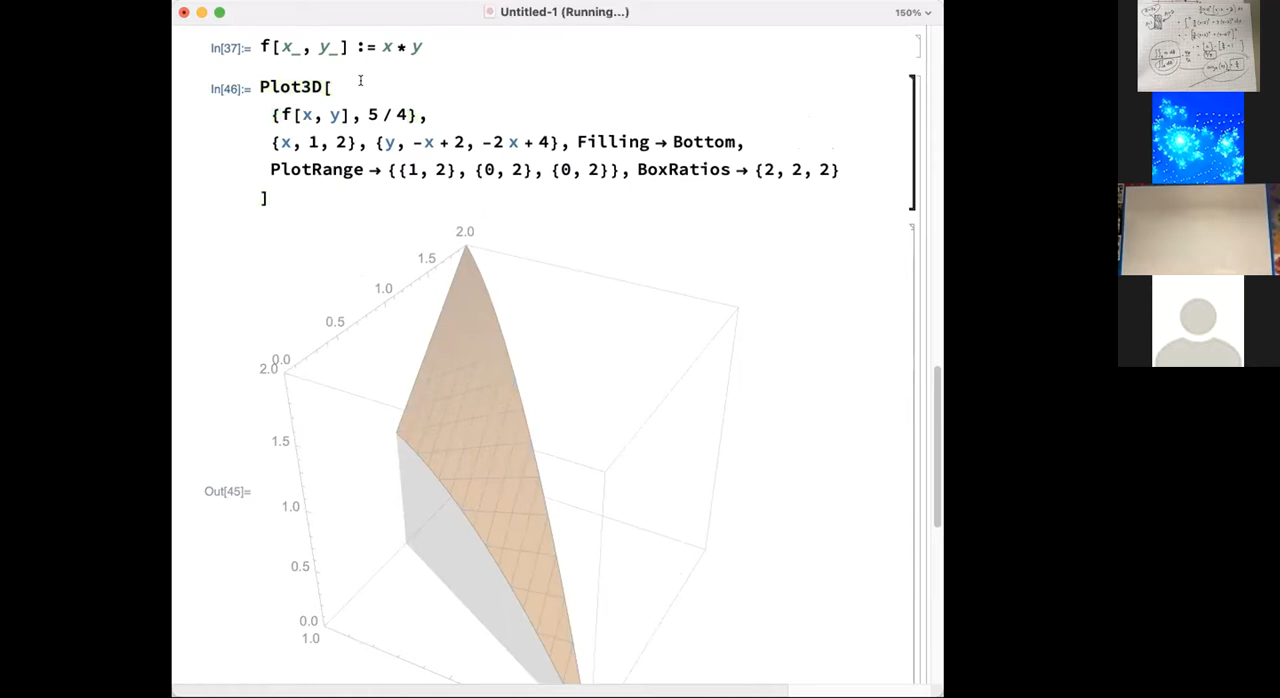 Untitled-1 (Running...)
150%
In[37]:= f[x_, y_] := x * y
In[46]:= Plot3D[
{f[x, y], 5 / 4},
{x, 1, 2}, {y, -x + 2, -2 x + 4}, Filling → Bottom,
PlotRange → {{1, 2}, {0, 2}, {0, 2}}, BoxRatios → {2, 2, 2}
]
2.0
1.5
1.0
0.5
0.0
2.0
1.5
Out[45]=
1.0
0.5
0.0
1.0